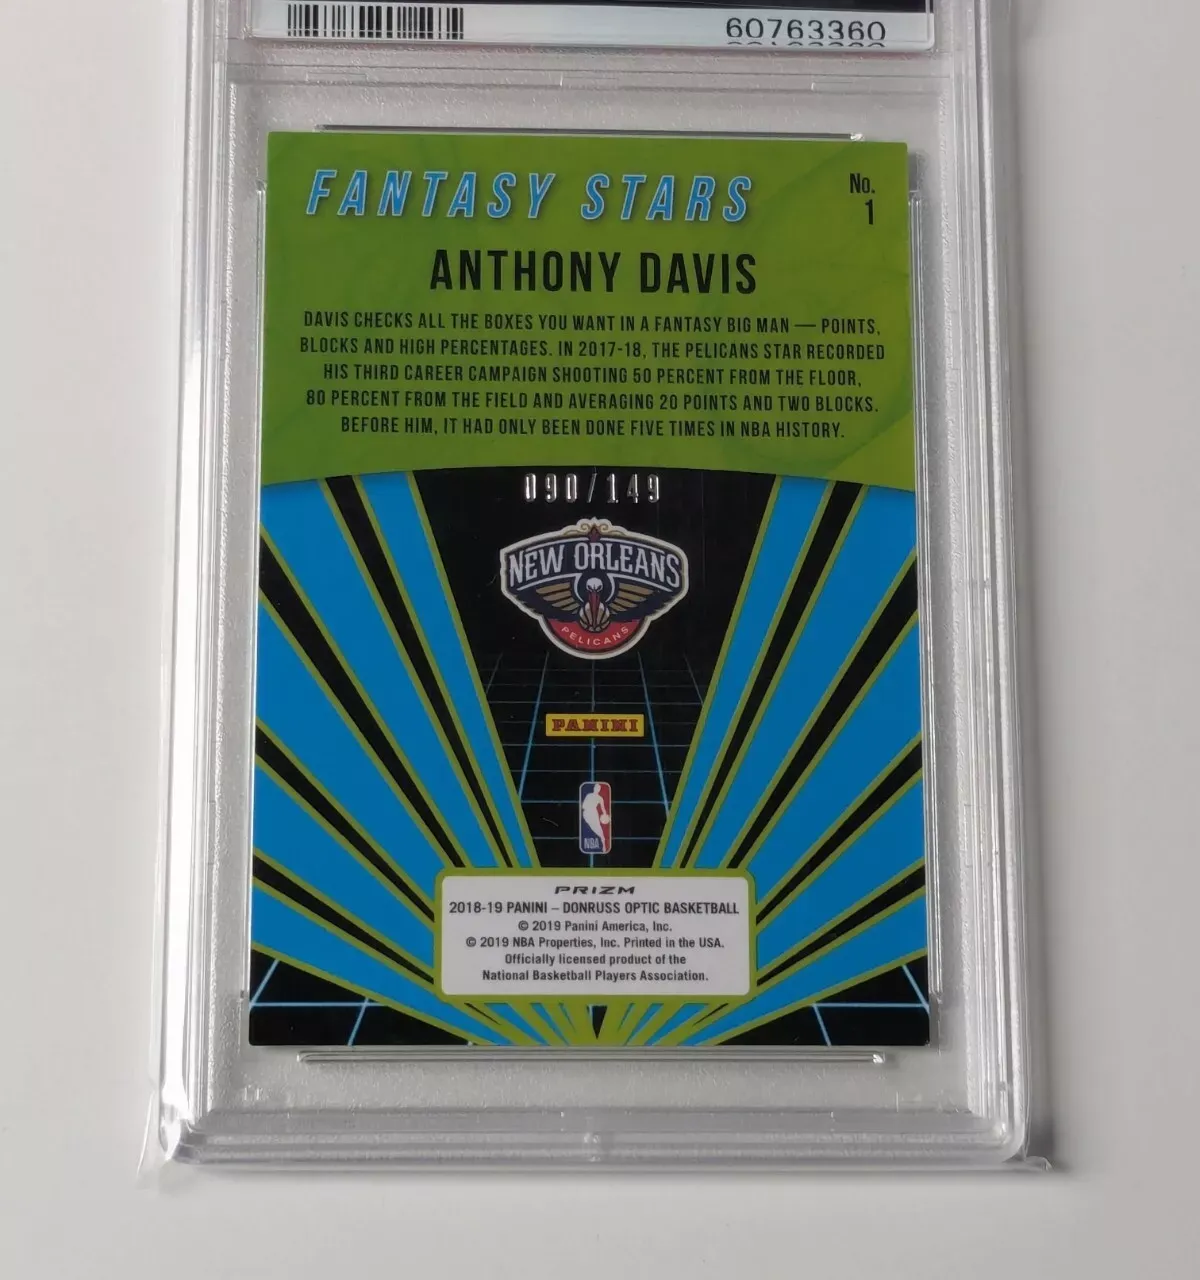 60763360
FANTASY STARS
No.
1
ANTHONY DAVIS
DAVIS CHECKS ALL THE BOXES YOU WANT IN A FANTASY BIG MAN — POINTS,
BLOCKS AND HIGH PERCENTAGES. IN 2017-18, THE PELICANS STAR RECORDED
HIS THIRD CAREER CAMPAIGN SHOOTING 50 PERCENT FROM THE FLOOR,
80 PERCENT FROM THE FIELD AND AVERAGING 20 POINTS AND TWO BLOCKS.
BEFORE HIM, IT HAD ONLY BEEN DONE FIVE TIMES IN NBA HISTORY.
090/149
NEW ORLEANS
PELICANS
PANINI
NBA
PRIZM
2018-19 PANINI – DONRUSS OPTIC BASKETBALL
© 2019 Panini America, Inc.
© 2019 NBA Properties, Inc. Printed in the USA.
Officially licensed product of the
National Basketball Players Association.